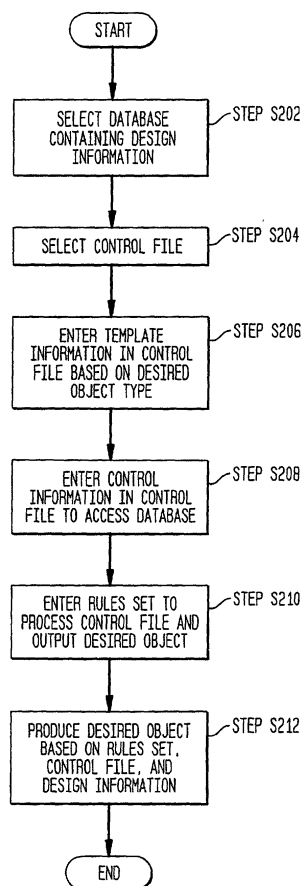 START
SELECT DATABASE
CONTAINING DESIGN
INFORMATION
STEP S202
SELECT CONTROL FILE
STEP S204
ENTER TEMPLATE
INFORMATION IN CONTROL
FILE BASED ON DESIRED
OBJECT TYPE
STEP S206
ENTER CONTROL
INFORMATION IN CONTROL
FILE TO ACCESS DATABASE
STEP S208
ENTER RULES SET TO
PROCESS CONTROL FILE AND
OUTPUT DESIRED OBJECT
STEP S210
PRODUCE DESIRED OBJECT
BASED ON RULES SET,
CONTROL FILE, AND
DESIGN INFORMATION
STEP S212
END